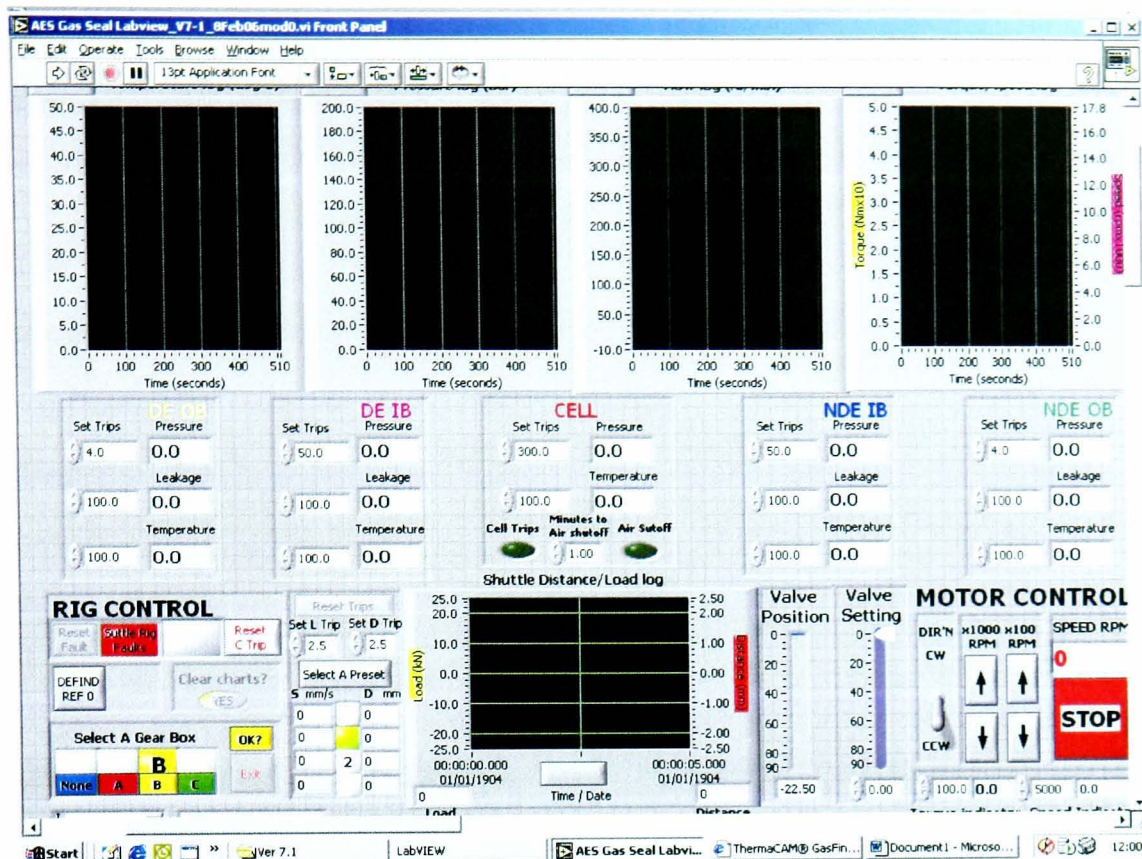 AES Gas Seal Labview_V7-1_8Feb06mod0.vi Front Panel
File Edit Operate Tools Browse Window Help
13pt Application Font
50.0
45.0
40.0
35.0
30.0
25.0
20.0
15.0
10.0
5.0
0.0
0 100 200 300 400 510
Time (seconds)
200.0
180.0
160.0
140.0
120.0
100.0
80.0
60.0
40.0
20.0
0.0
0 100 200 300 400 510
Time (seconds)
400.0
350.0
300.0
250.0
200.0
150.0
100.0
50.0
-10.0
0 100 200 300 400 510
Time (seconds)
Torque (Nmx10)
5.0
4.5
4.0
3.5
3.0
2.5
2.0
1.5
1.0
0.5
0.0
17.8
16.0
14.0
12.0
10.0
8.0
6.0
4.0
2.0
0.0
0 100 200 300 400 510
Time (seconds)
DE OB
Set Trips Pressure
4.0 0.0
Leakage
100.0 0.0
Temperature
100.0 0.0
DE IB
Set Trips Pressure
50.0 0.0
Leakage
100.0 0.0
Temperature
100.0 0.0
CELL
Set Trips Pressure
300.0 0.0
Temperature
100.0 0.0
Cell Trips Minutes to Air shutoff Air Sutoff
1.00
NDE IB
Set Trips Pressure
50.0 0.0
Leakage
100.0 0.0
Temperature
100.0 0.0
NDE OB
Set Trips Pressure
4.0 0.0
Leakage
100.0 0.0
Temperature
100.0 0.0
RIG CONTROL
Reset Fault
Suttle Rig Faults
Reset C Trip
DEFIND REF 0
Clear charts?
YES
Select A Gear Box
OK?
B
None A B C
Exit
Reset Trips
Set L Trip Set D Trip
2.5 2.5
Select A Preset
S mm/s D mm
0 0
0 0
0 2 0
0 0
Shuttle Distance/Load log
Load (kN)
25.0
20.0
10.0
0.0
-10.0
-20.0
-25.0
2.50
2.00
1.00
0.00
-1.00
-2.00
-2.50
Distance (mm)
00:00:00.000
01/01/1904
00:00:05.000
01/01/1904
Time / Date
0 0
Load Distance
Valve Position
0
20
40
60
80
90
-22.50
Valve Setting
0
20
40
60
80
90
0.00
MOTOR CONTROL
DIR'N x1000 RPM x100 RPM SPEED RPM
CW
0
STOP
CCW
100.0 0.0 5000 0.0
Start Ver 7.1 LabVIEW AES Gas Seal Labvi... ThermaCAM® GasFin... Document1 - Microso... 12:00